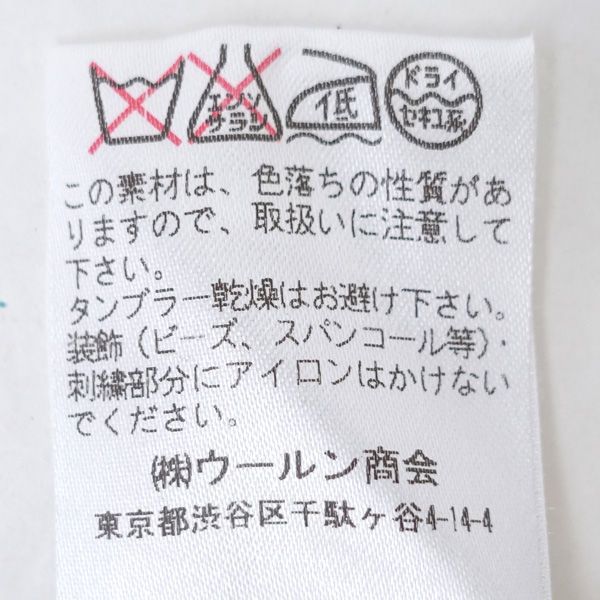 エンソ サラシ 低 ドライ
セキユ系
この素材は、色落ちの性質があ
りますので、取扱いに注意して
下さい。
タンブラー乾燥はお避け下さい。
装飾（ビーズ、スパンコール等）・
刺繍部分にアイロンはかけない
でください。
㈱ウールン商会
東京都渋谷区千駄ヶ谷4-14-4